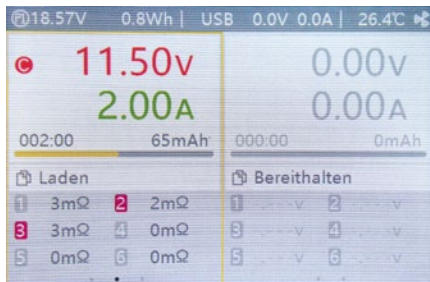 18.57V 0.8Wh | USB 0.0V 0.0A | 26.4℃
C 11.50V 0.00V
2.00A 0.00A
002:00 65mAh 000:00 0mAh
Laden Bereithalten
1 3mΩ 2 2mΩ 1 -.---V 2 -.---V
3 3mΩ 4 0mΩ 3 -.---V 4 -.---V
5 0mΩ 6 0mΩ 5 -.---V 6 -.---V